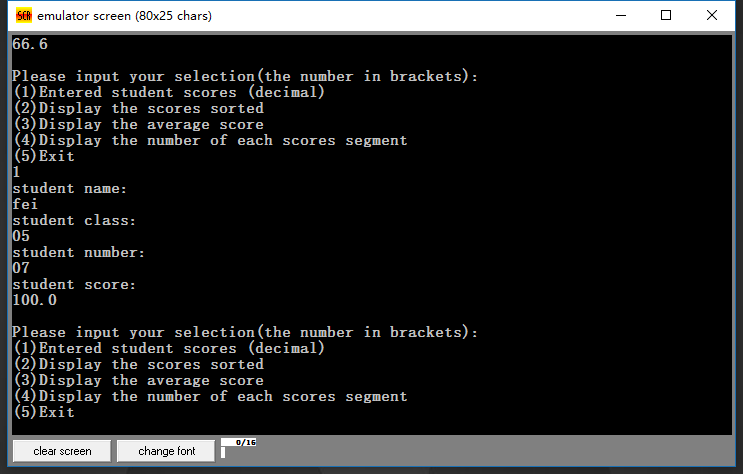 emulator screen (80x25 chars)
66.6
Please input your selection(the number in brackets):
(1)Entered student scores (decimal)
(2)Display the scores sorted
(3)Display the average score
(4)Display the number of each scores segment
(5)Exit
1
student name:
fei
student class:
05
student number:
07
student score:
100.0
Please input your selection(the number in brackets):
(1)Entered student scores (decimal)
(2)Display the scores sorted
(3)Display the average score
(4)Display the number of each scores segment
(5)Exit
clear screen
change font
0/16